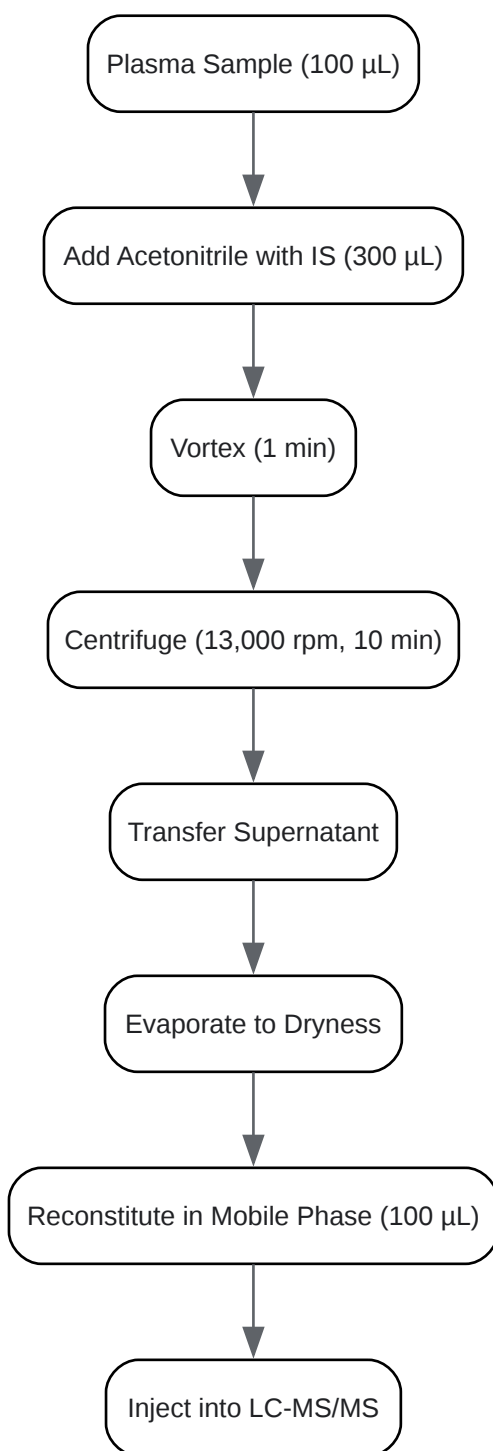 Plasma Sample (100 µL)
Add Acetonitrile with IS (300 µL)
Vortex (1 min)
Centrifuge (13,000 rpm, 10 min)
Transfer Supernatant
Evaporate to Dryness
Reconstitute in Mobile Phase (100 µL)
Inject into LC-MS/MS